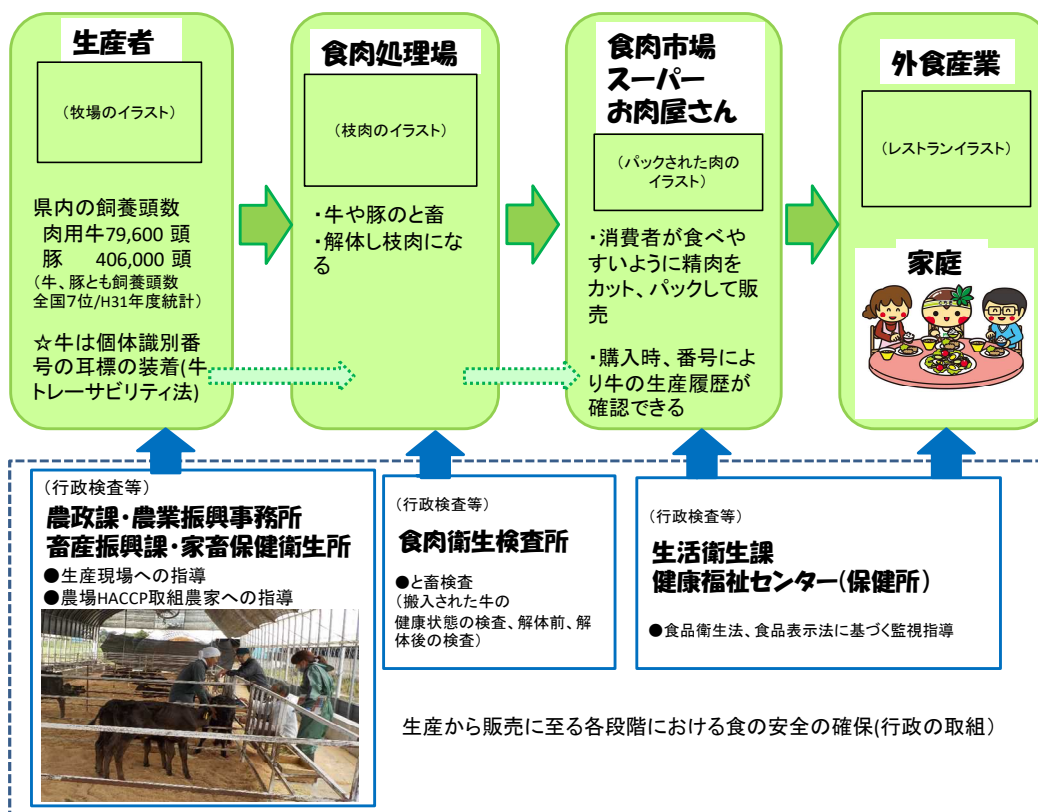 生産者
(牧場のイラスト)
県内の飼養頭数
肉用牛79,600 頭
豚 406,000 頭
(牛、豚とも飼養頭数
全国7位/H31年度統計)
☆牛は個体識別番
号の耳標の装着(牛
トレーサビリティ法)
食肉処理場
(枝肉のイラスト)
・牛や豚のと畜
・解体し枝肉にな
る
食肉市場
スーパー
お肉屋さん
(パックされた肉の
イラスト)
・消費者が食べや
すいように精肉を
カット、パックして販
売
・購入時、番号によ
り牛の生産履歴が
確認できる
外食産業
(レストランイラスト)
家庭
(行政検査等)
農政課・農業振興事務所
畜産振興課・家畜保健衛生所
●生産現場への指導
●農場HACCP取組農家への指導
(行政検査等)
食肉衛生検査所
●と畜検査
(搬入された牛の
健康状態の検査、解体前、解
体後の検査)
(行政検査等)
生活衛生課
健康福祉センター(保健所)
●食品衛生法、食品表示法に基づく監視指導
生産から販売に至る各段階における食の安全の確保(行政の取組)